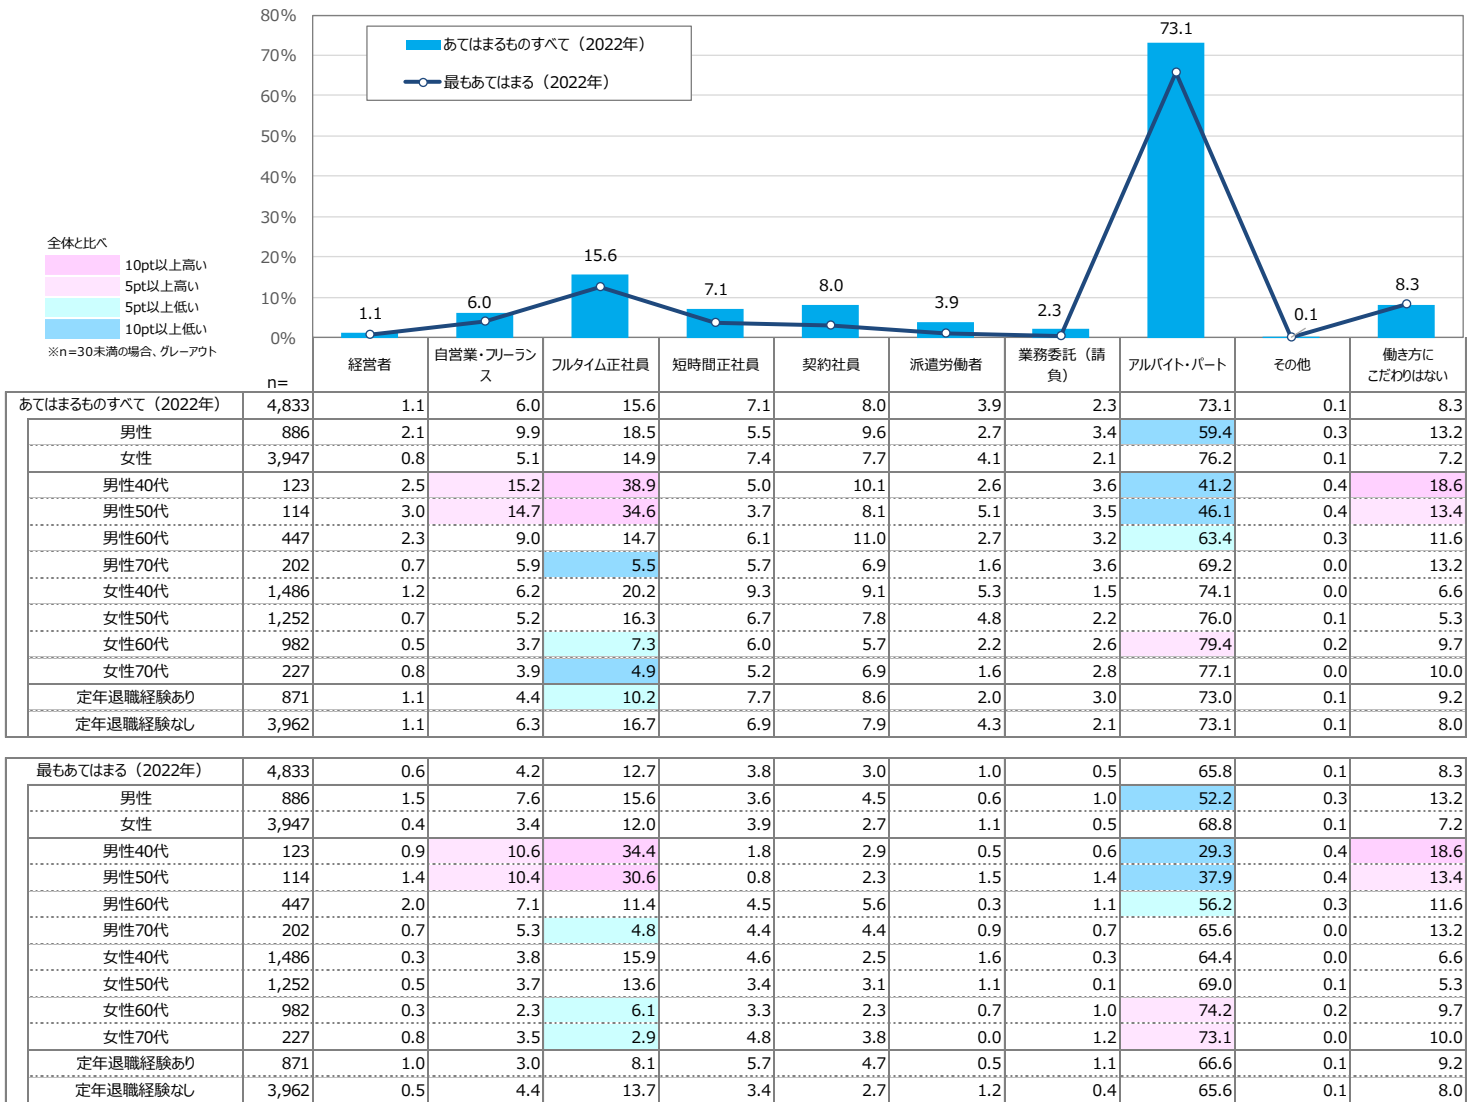 80%
70%
60%
50%
40%
30%
20%
10%
0%
あてはまるものすべて（2022年）
最もあてはまる（2022年）
1.1
6.0
15.6
7.1
8.0
3.9
2.3
73.1
0.1
8.3
全体と比べ
10pt以上高い
5pt以上高い
5pt以上低い
10pt以上低い
※n=30未満の場合、グレーアウト
n= 経営者 自営業・フリーランス フルタイム正社員 短時間正社員 契約社員 派遣労働者 業務委託（請負） アルバイト・パート その他 働き方にこだわりはない
あてはまるものすべて（2022年） 4,833 1.1 6.0 15.6 7.1 8.0 3.9 2.3 73.1 0.1 8.3
男性 886 2.1 9.9 18.5 5.5 9.6 2.7 3.4 59.4 0.3 13.2
女性 3,947 0.8 5.1 14.9 7.4 7.7 4.1 2.1 76.2 0.1 7.2
男性40代 123 2.5 15.2 38.9 5.0 10.1 2.6 3.6 41.2 0.4 18.6
男性50代 114 3.0 14.7 34.6 3.7 8.1 5.1 3.5 46.1 0.4 13.4
男性60代 447 2.3 9.0 14.7 6.1 11.0 2.7 3.2 63.4 0.3 11.6
男性70代 202 0.7 5.9 5.5 5.7 6.9 1.6 3.6 69.2 0.0 13.2
女性40代 1,486 1.2 6.2 20.2 9.3 9.1 5.3 1.5 74.1 0.0 6.6
女性50代 1,252 0.7 5.2 16.3 6.7 7.8 4.8 2.2 76.0 0.1 5.3
女性60代 982 0.5 3.7 7.3 6.0 5.7 2.2 2.6 79.4 0.2 9.7
女性70代 227 0.8 3.9 4.9 5.2 6.9 1.6 2.8 77.1 0.0 10.0
定年退職経験あり 871 1.1 4.4 10.2 7.7 8.6 2.0 3.0 73.0 0.1 9.2
定年退職経験なし 3,962 1.1 6.3 16.7 6.9 7.9 4.3 2.1 73.1 0.1 8.0
最もあてはまる（2022年） 4,833 0.6 4.2 12.7 3.8 3.0 1.0 0.5 65.8 0.1 8.3
男性 886 1.5 7.6 15.6 3.6 4.5 0.6 1.0 52.2 0.3 13.2
女性 3,947 0.4 3.4 12.0 3.9 2.7 1.1 0.5 68.8 0.1 7.2
男性40代 123 0.9 10.6 34.4 1.8 2.9 0.5 0.6 29.3 0.4 18.6
男性50代 114 1.4 10.4 30.6 0.8 2.3 1.5 1.4 37.9 0.4 13.4
男性60代 447 2.0 7.1 11.4 4.5 5.6 0.3 1.1 56.2 0.3 11.6
男性70代 202 0.7 5.3 4.8 4.4 4.4 0.9 0.7 65.6 0.0 13.2
女性40代 1,486 0.3 3.8 15.9 4.6 2.5 1.6 0.3 64.4 0.0 6.6
女性50代 1,252 0.5 3.7 13.6 3.4 3.1 1.1 0.1 69.0 0.1 5.3
女性60代 982 0.3 2.3 6.1 3.3 2.3 0.7 1.0 74.2 0.2 9.7
女性70代 227 0.8 3.5 2.9 4.8 3.8 0.0 1.2 73.1 0.0 10.0
定年退職経験あり 871 1.0 3.0 8.1 5.7 4.7 0.5 1.1 66.6 0.1 9.2
定年退職経験なし 3,962 0.5 4.4 13.7 3.4 2.7 1.2 0.4 65.6 0.1 8.0